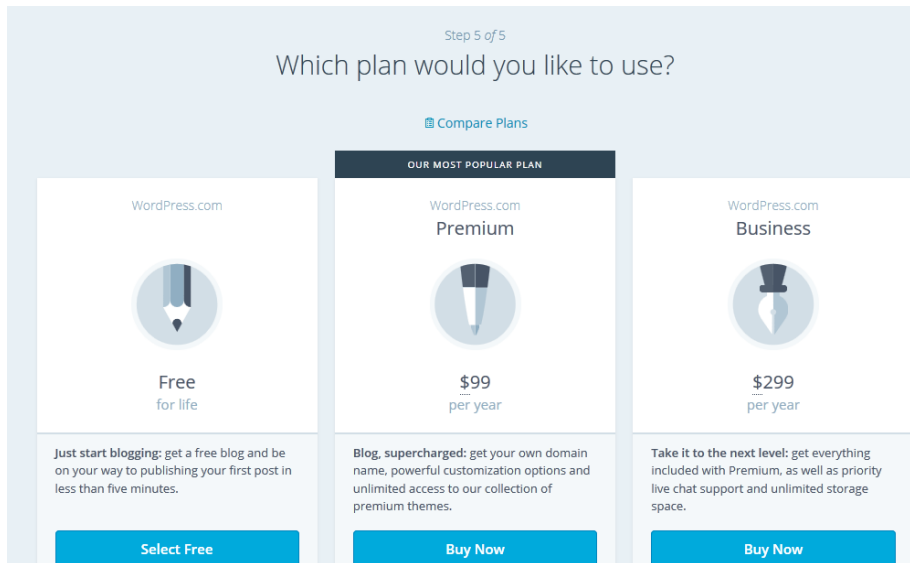 Step 5 of 5
Which plan would you like to use?
Compare Plans
OUR MOST POPULAR PLAN
WordPress.com
Free
for life
Just start blogging: get a free blog and be
on your way to publishing your first post in
less than five minutes.
Select Free
WordPress.com
Premium
$99
per year
Blog, supercharged: get your own domain
name, powerful customization options and
unlimited access to our collection of
premium themes.
Buy Now
WordPress.com
Business
$299
per year
Take it to the next level: get everything
included with Premium, as well as priority
live chat support and unlimited storage
space.
Buy Now